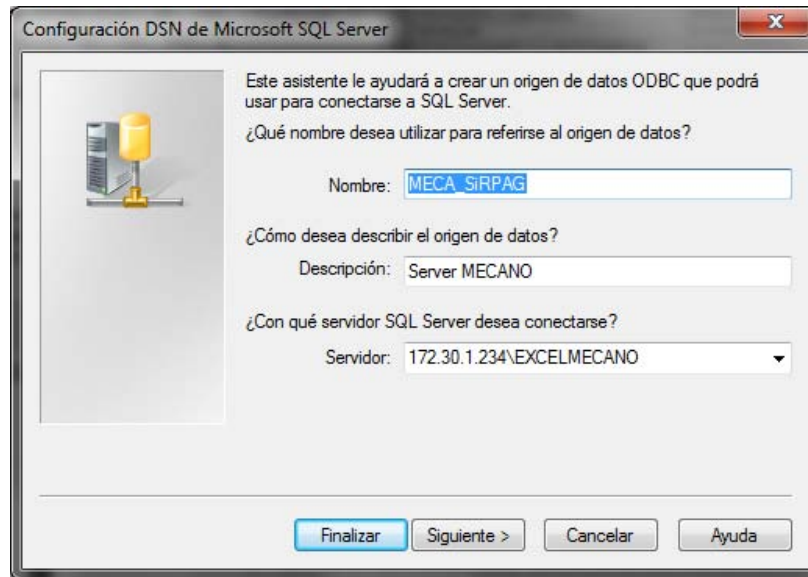 Configuración DSN de Microsoft SQL Server
Este asistente le ayudará a crear un origen de datos ODBC que podrá
usar para conectarse a SQL Server.
¿Qué nombre desea utilizar para referirse al origen de datos?
Nombre: MECA_SiRPAG
¿Cómo desea describir el origen de datos?
Descripción: Server MECANO
¿Con qué servidor SQL Server desea conectarse?
Servidor: 172.30.1.234\EXCELMECANO
Finalizar Siguiente > Cancelar Ayuda